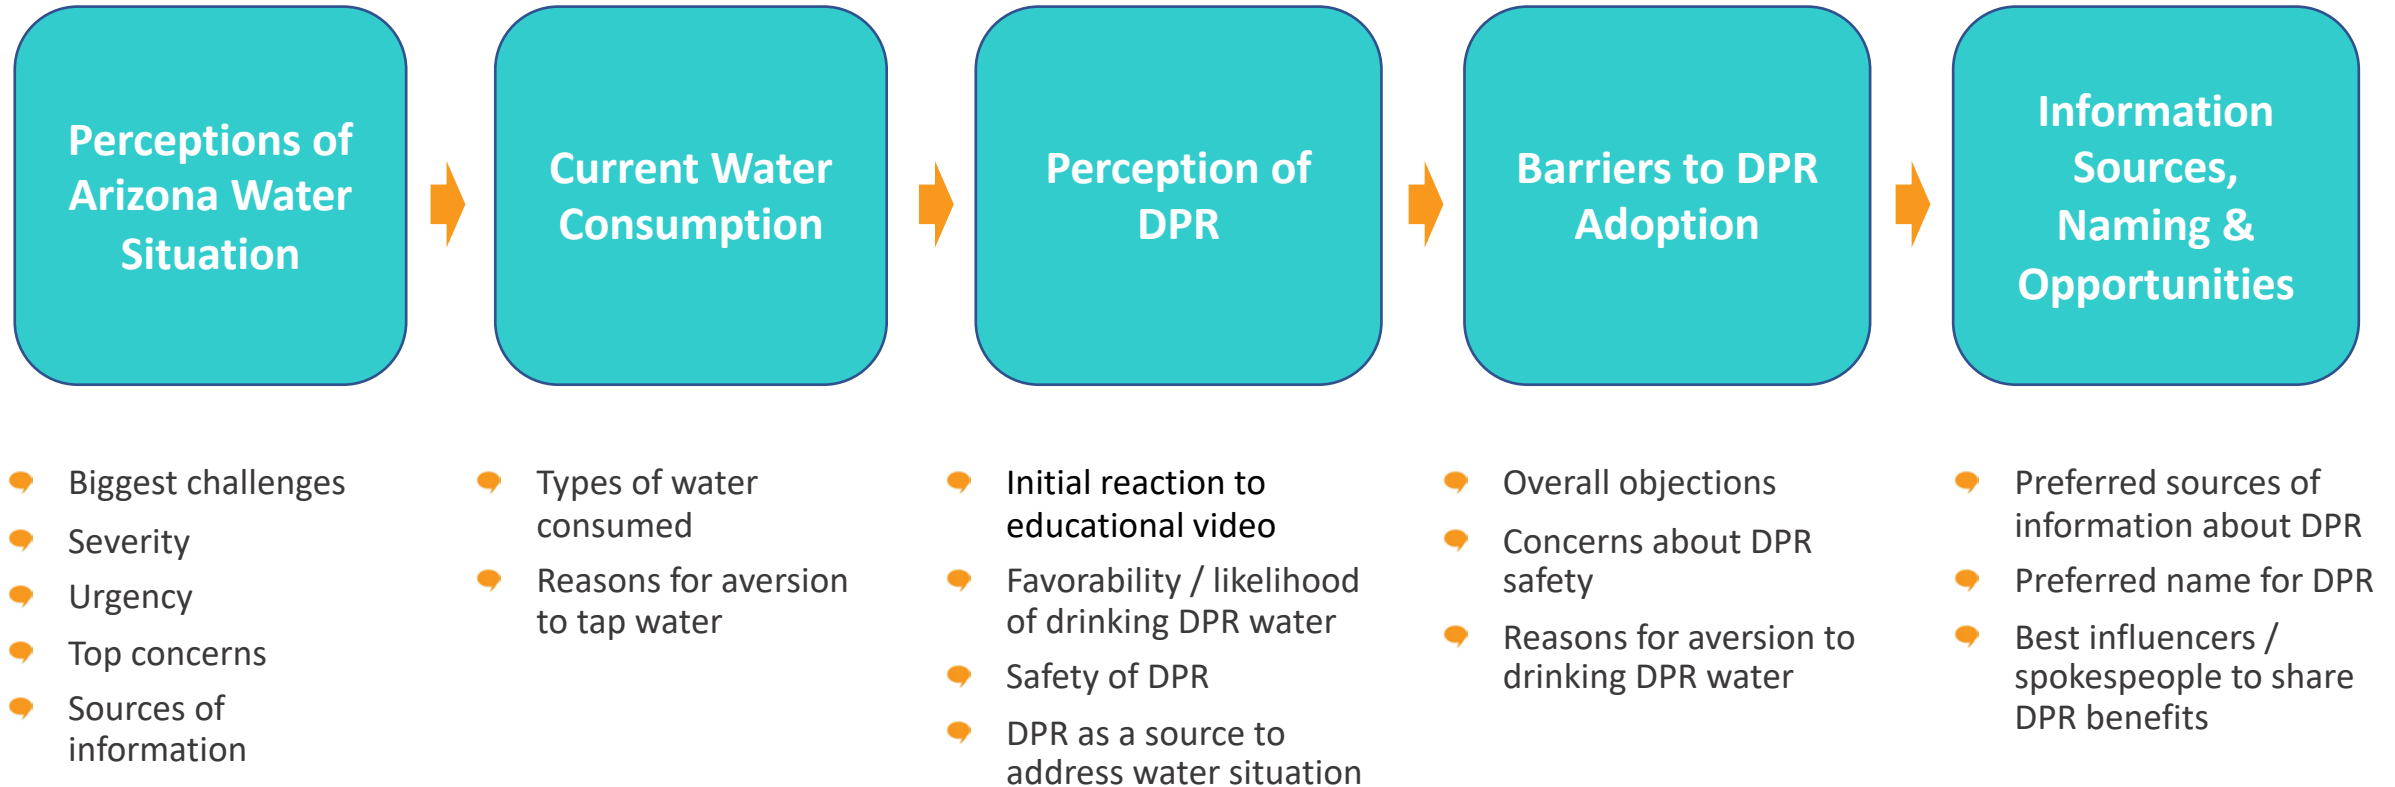 Perceptions of
Arizona Water
Situation
Current Water
Consumption
Perception of
DPR
Barriers to DPR
Adoption
Information
Sources,
Naming &
Opportunities
Biggest challenges
Severity
Urgency
Top concerns
Sources of
information
Types of water
consumed
Reasons for aversion
to tap water
Initial reaction to
educational video
Favorability / likelihood
of drinking DPR water
Safety of DPR
DPR as a source to
address water situation
Overall objections
Concerns about DPR
safety
Reasons for aversion to
drinking DPR water
Preferred sources of
information about DPR
Preferred name for DPR
Best influencers /
spokespeople to share
DPR benefits